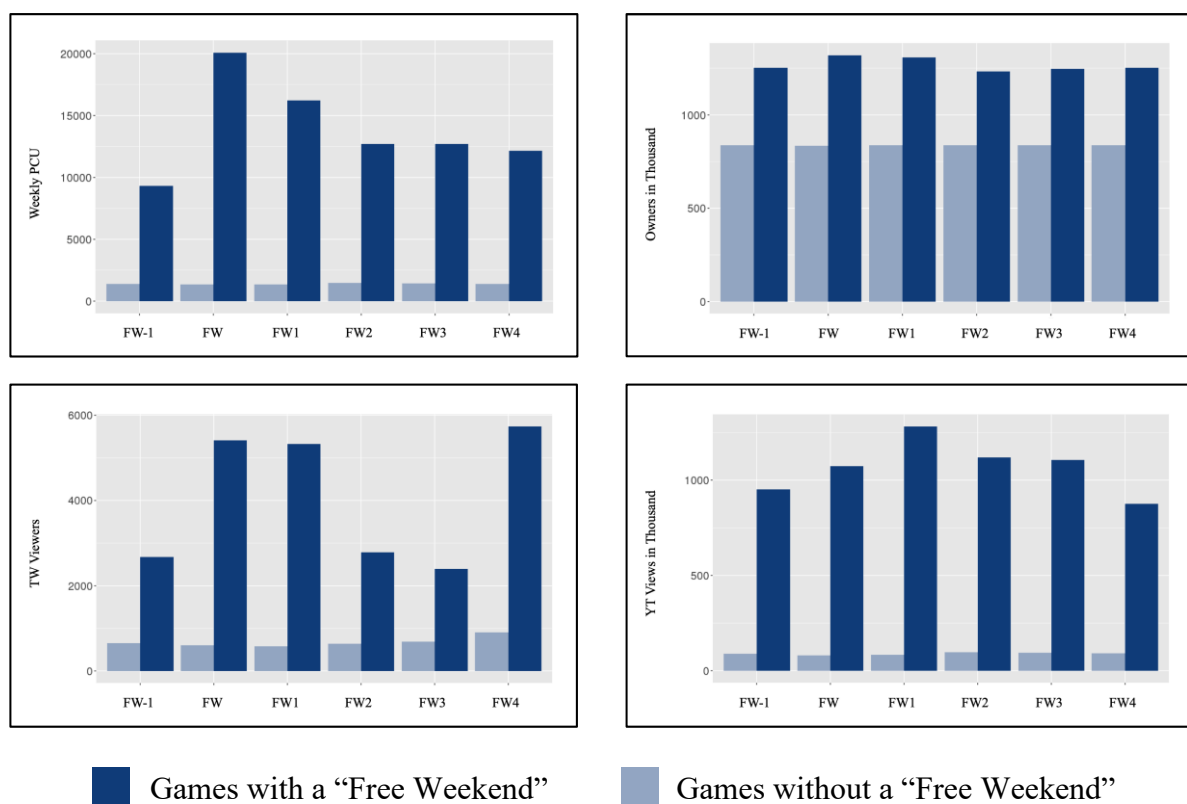 Weekly PCU
20000
15000
10000
5000
0
FW-1 FW FW1 FW2 FW3 FW4
Owners in Thousand
1000
500
0
FW-1 FW FW1 FW2 FW3 FW4
TW Viewers
6000
4000
2000
0
FW-1 FW FW1 FW2 FW3 FW4
YT Views in Thousand
1000
500
0
FW-1 FW FW1 FW2 FW3 FW4
Games with a “Free Weekend” Games without a “Free Weekend”